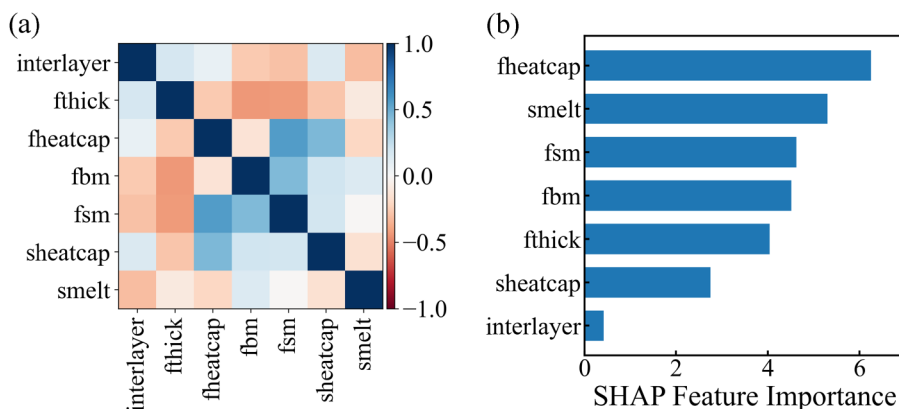 (a)
interlayer
fthick
fheatcap
fbm
fsm
sheatcap
smelt
interlayer
fthick
fheatcap
fbm
fsm
sheatcap
smelt
1.0
0.5
0.0
−0.5
−1.0
(b)
fheatcap
smelt
fsm
fbm
fthick
sheatcap
interlayer
0 2 4 6
SHAP Feature Importance